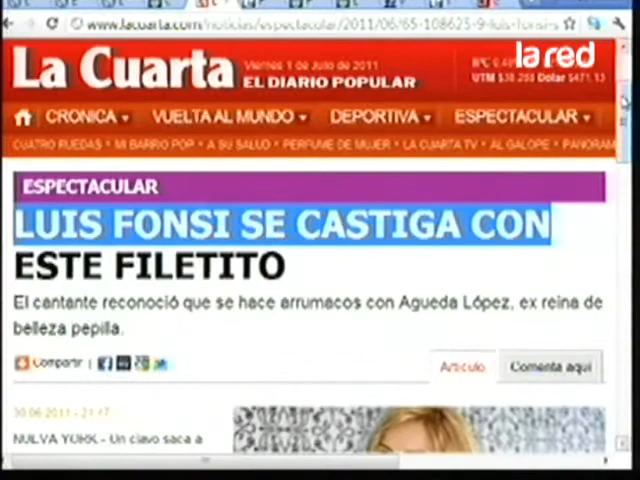 www.lacuarta.com/noticias/espectacular/2011/06/65-108625-9-luis-fonsi-s
la red
La Cuarta
Viernes 1 de Julio de 2011
EL DIARIO POPULAR
CRONICA
VUELTA AL MUNDO
DEPORTIVA
ESPECTACULAR
CUATRO RUEDAS • MI BARRIO POP • A SU SALUD • PERFUME DE MUJER • LA CUARTA TV • AL GALOPE • PANORAM
ESPECTACULAR
LUIS FONSI SE CASTIGA CON
ESTE FILETITO
El cantante reconoció que se hace arrumacos con Agueda López, ex reina de
belleza pepilla.
Compartir |
Artículo
Comenta aquí
30.06.2011 - 21:17
NUEVA YORK.- Un clavo saca a